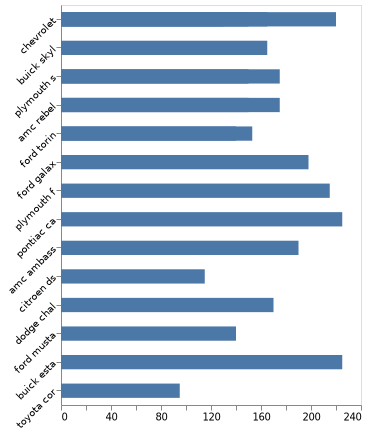 chevrolet
buick skyl
plymouth s
amc rebel
ford torin
ford galax
plymouth f
pontiac ca
amc ambass
citroen ds
dodge chal
ford musta
buick esta
toyota cor
0 40 80 120 160 200 240